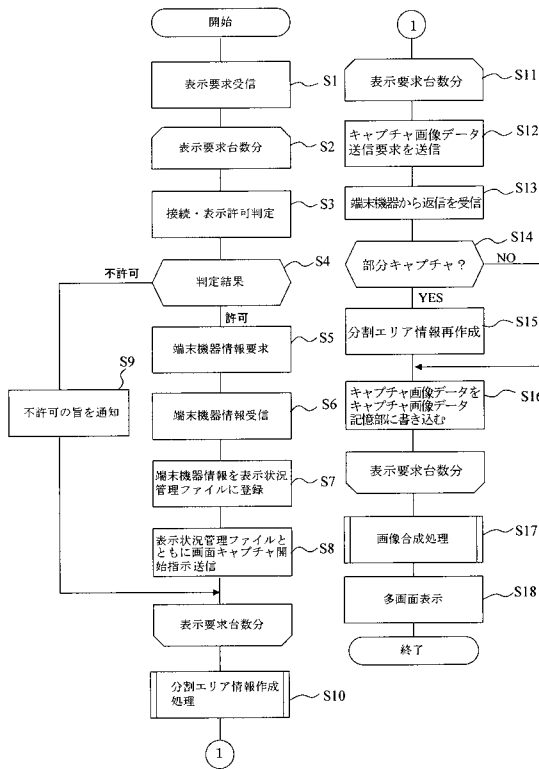 開始
表示要求受信
S1
表示要求台数分
S2
接続・表示許可判定
S3
判定結果
S4
不許可
許可
端末機器情報要求
S5
S9
不許可の旨を通知
端末機器情報受信
S6
端末機器情報を表示状況
管理ファイルに登録
S7
表示状況管理ファイルと
ともに画面キャプチャ開
始指示送信
S8
表示要求台数分
分割エリア情報作成
処理
S10
1
1
表示要求台数分
S11
キャプチャ画像データ
送信要求を送信
S12
端末機器から返信を受信
S13
部分キャプチャ？
S14
NO
YES
分割エリア情報再作成
S15
キャプチャ画像データを
キャプチャ画像データ
記憶部に書き込む
S16
表示要求台数分
画像合成処理
S17
多画面表示
S18
終了